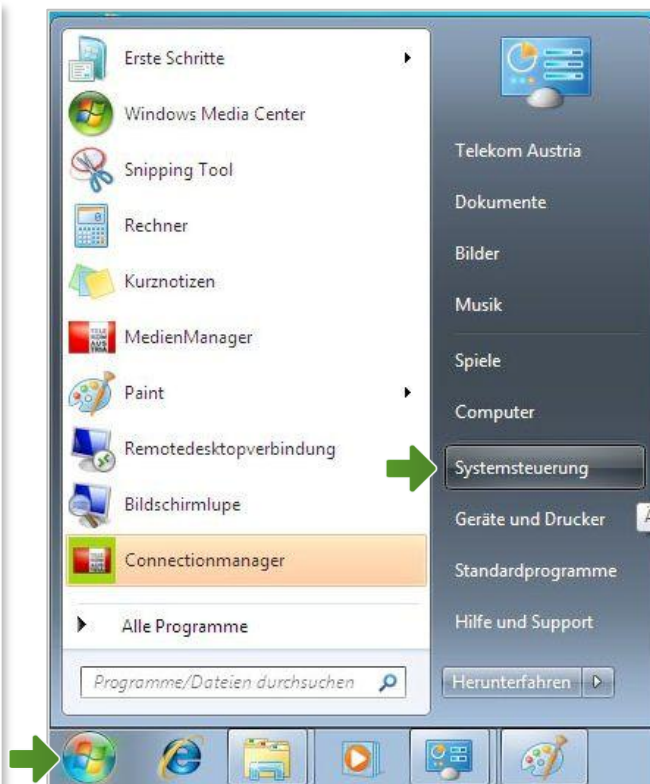 Erste Schritte
Windows Media Center
Snipping Tool
Rechner
Kurznotizen
MedienManager
Paint
Remotedesktopverbindung
Bildschirmlupe
Connectionmanager
Alle Programme
Programme/Dateien durchsuchen
Telekom Austria
Dokumente
Bilder
Musik
Spiele
Computer
Systemsteuerung
Geräte und Drucker
Standardprogramme
Hilfe und Support
Herunterfahren